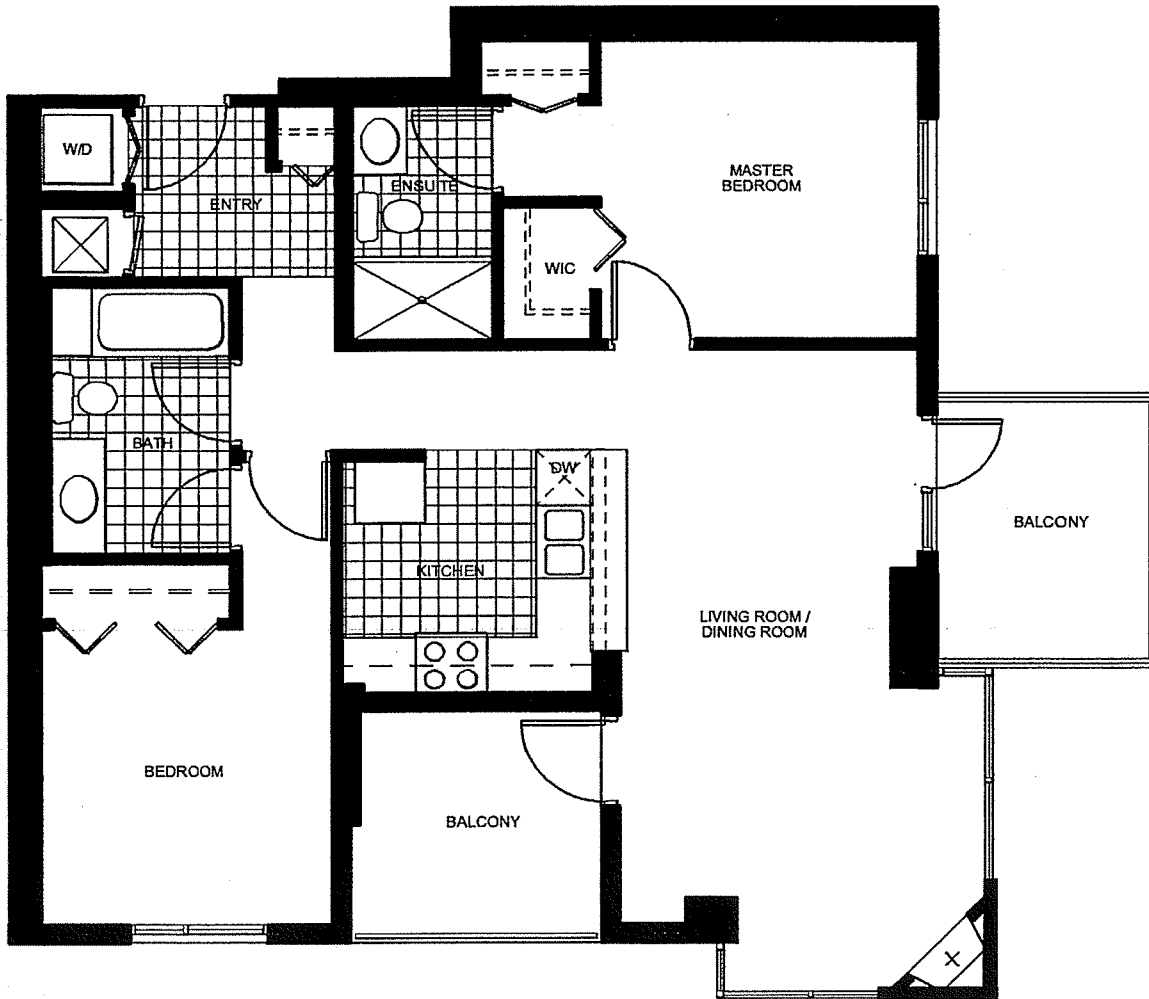 W/D
ENTRY
ENSUITE
MASTER
BEDROOM
WIC
BATH
DW
KITCHEN
BALCONY
LIVING ROOM /
DINING ROOM
BEDROOM
BALCONY